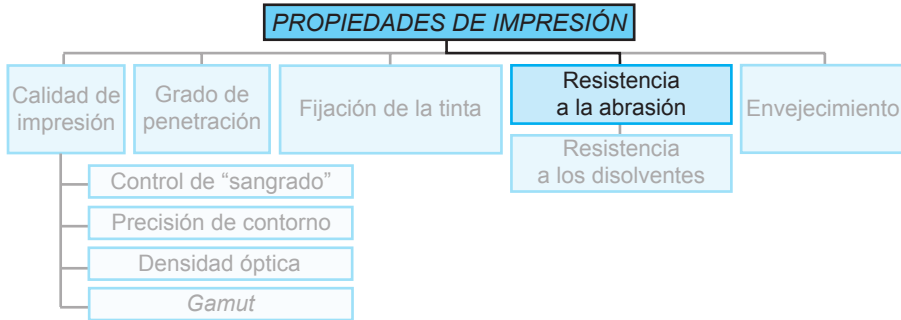 PROPIEDADES DE IMPRESIÓN
Calidad de
impresión
Grado de
penetración
Fijación de la tinta
Resistencia
a la abrasión
Envejecimiento
Resistencia
a los disolventes
Control de “sangrado”
Precisión de contorno
Densidad óptica
Gamut